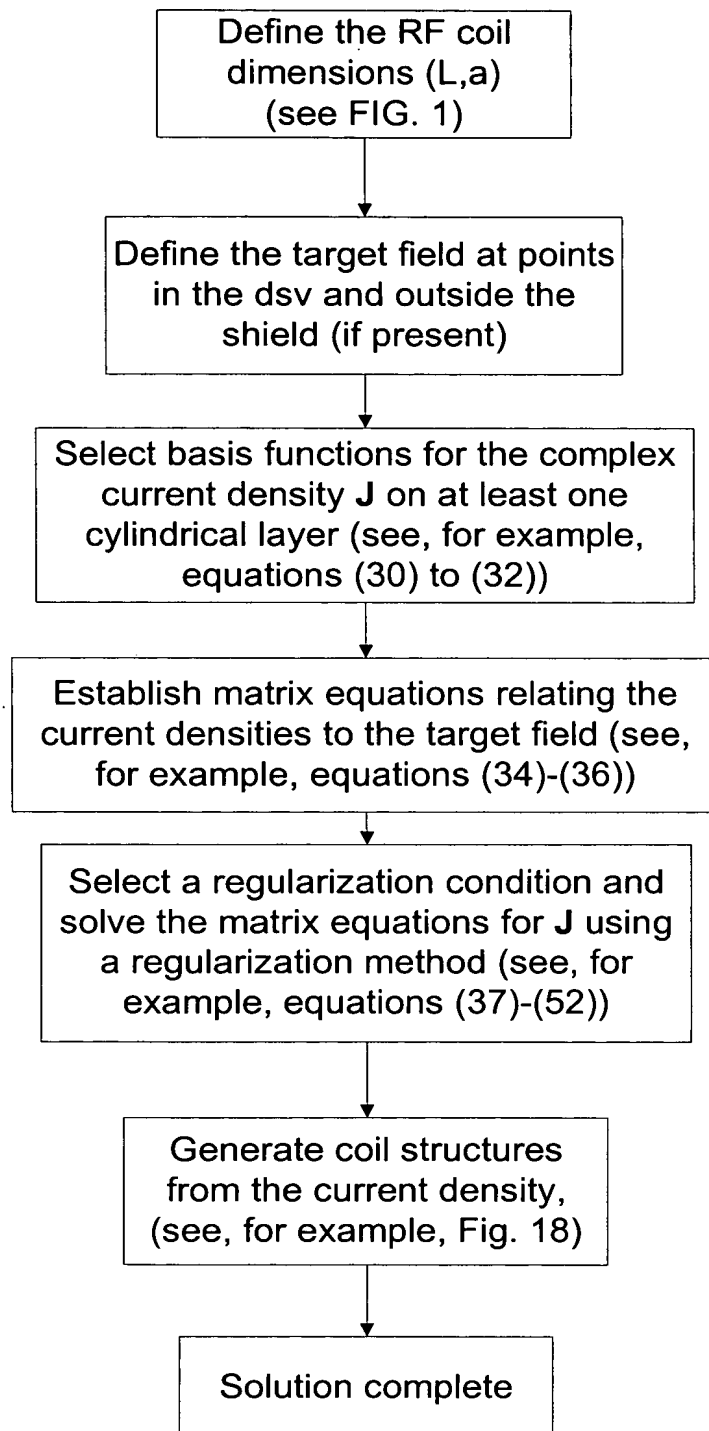 Define the RF coil
dimensions (L,a)
(see FIG. 1)
Define the target field at points
in the dsv and outside the
shield (if present)
Select basis functions for the complex
current density J on at least one
cylindrical layer (see, for example,
equations (30) to (32))
Establish matrix equations relating the
current densities to the target field (see,
for example, equations (34)-(36))
Select a regularization condition and
solve the matrix equations for J using
a regularization method (see, for
example, equations (37)-(52))
Generate coil structures
from the current density,
(see, for example, Fig. 18)
Solution complete